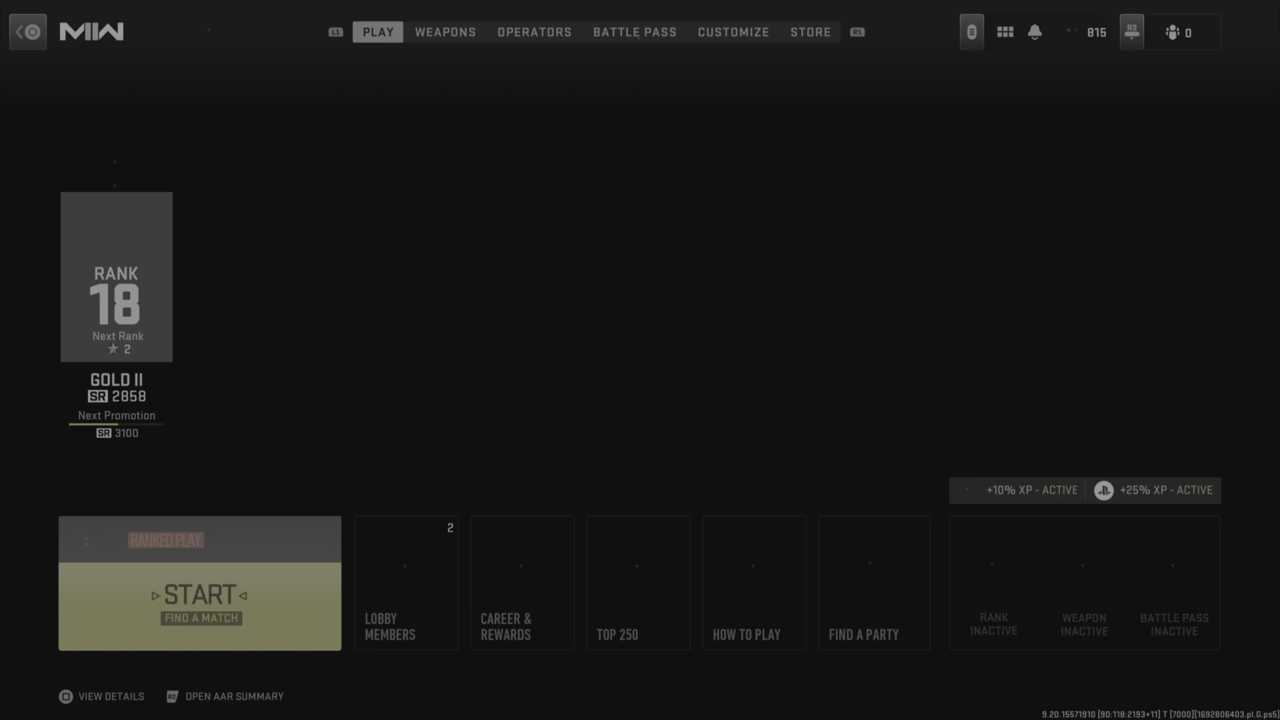 MW
L1 PLAY WEAPONS OPERATORS BATTLE PASS CUSTOMIZE STORE R1
815
R3
0
RANK
18
Next Rank
2
GOLD II
SR 2858
Next Promotion
SR 3100
+10% XP - ACTIVE
+25% XP - ACTIVE
RANKED PLAY
START
FIND A MATCH
2
LOBBY
MEMBERS
CAREER &
REWARDS
TOP 250
HOW TO PLAY
FIND A PARTY
RANK
INACTIVE
WEAPON
INACTIVE
BATTLE PASS
INACTIVE
VIEW DETAILS
R2 OPEN AAR SUMMARY
9.20.15571910 [90:118:2193+11] T [7000][1692806403.pl.G.ps5]